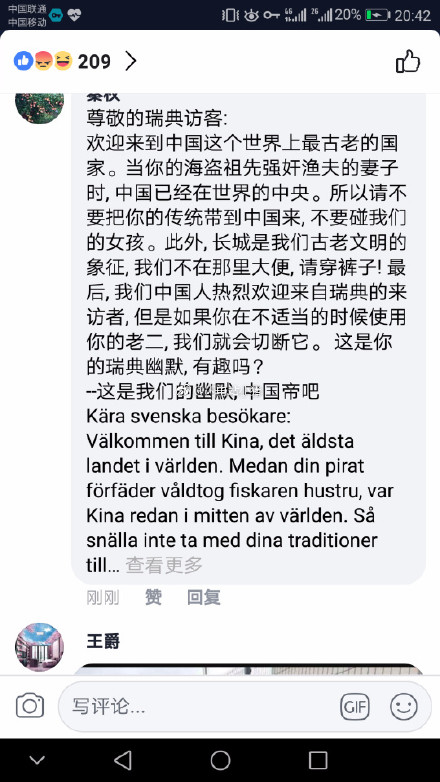 中国联通
中国移动
20%
20:42
209
秦权
尊敬的瑞典访客:
欢迎来到中国这个世界上最古老的国
家。当你的海盗祖先强奸渔夫的妻子
时, 中国已经在世界的中央。所以请不
要把你的传统带到中国来, 不要碰我们
的女孩。此外, 长城是我们古老文明的
象征, 我们不在那里大便, 请穿裤子! 最
后, 我们中国人热烈欢迎来自瑞典的来
访者, 但是如果你在不适当的时候使用
你的老二, 我们就会切断它。 这是你
的瑞典幽默, 有趣吗?
--这是我们的幽默, 中国帝吧
Kära svenska besökare:
Välkommen till Kina, det äldsta
landet i världen. Medan din pirat
förfäder våldtog fiskaren hustru, var
Kina redan i mitten av världen. Så
snälla inte ta med dina traditioner
till... 查看更多
刚刚 赞 回复
王爵
写评论...
GIF